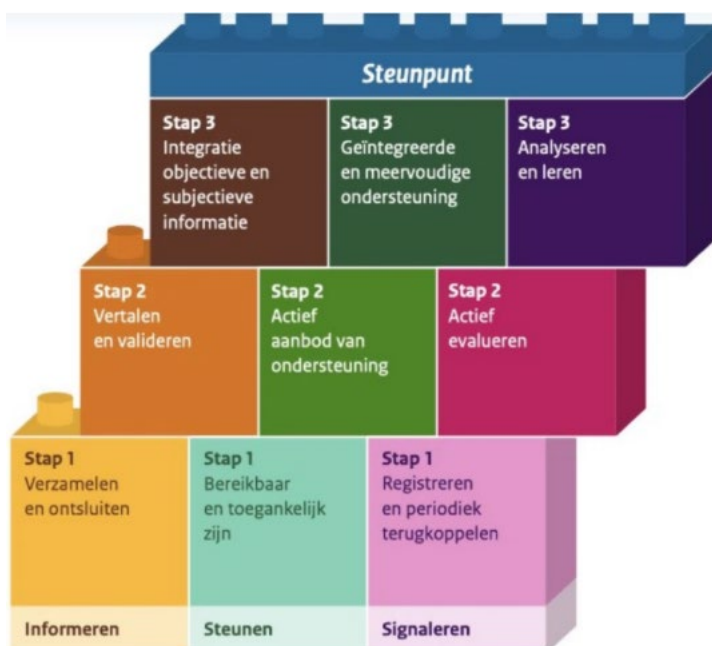 Steunpunt
Stap 3
Integratie
objectieve en
subjectieve
informatie
Stap 3
Geïntegreerde
en meervoudige
ondersteuning
Stap 3
Analyseren
en leren
Stap 2
Vertalen
en valideren
Stap 2
Actief
aanbod van
ondersteuning
Stap 2
Actief
evalueren
Stap 1
Verzamelen
en ontsluiten
Stap 1
Bereikbaar
en toegankelijk
zijn
Stap 1
Registreren
en periodiek
terugkoppelen
Informeren
Steunen
Signaleren